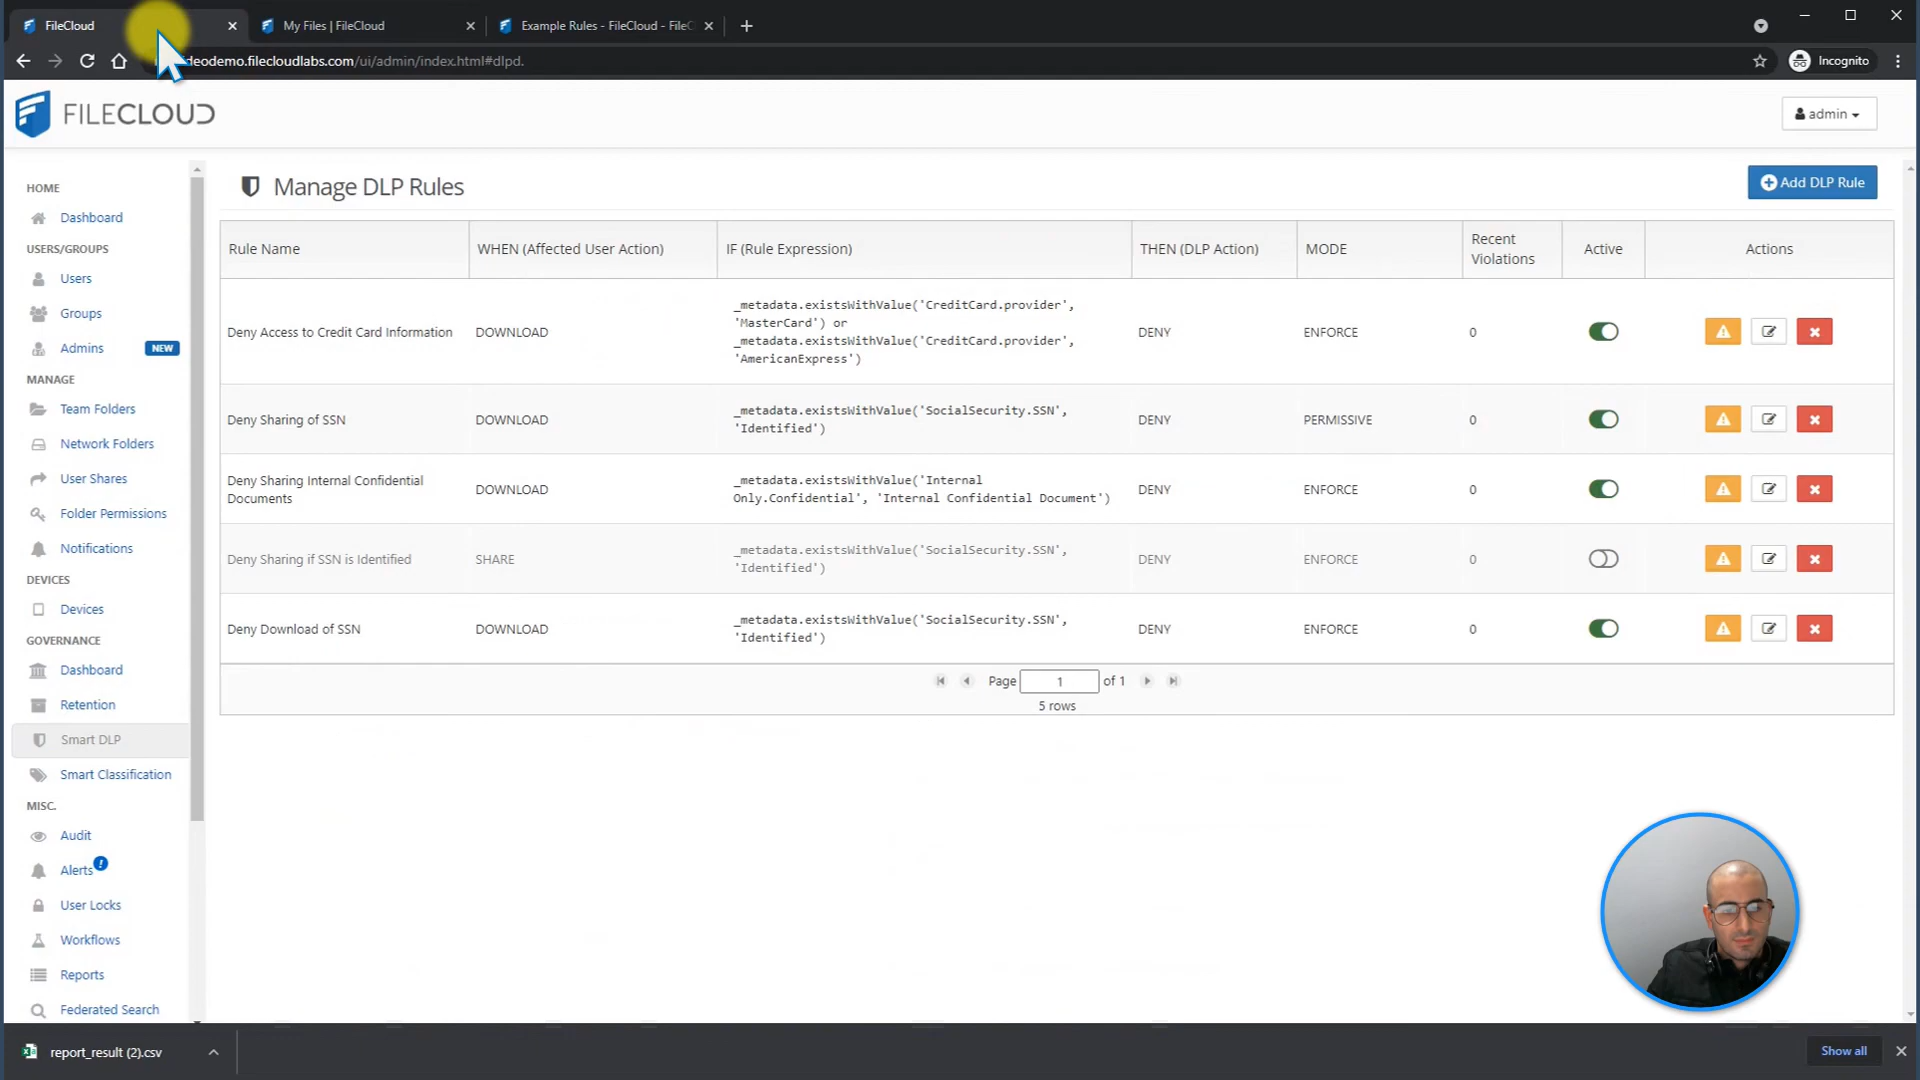 FileCloud
My Files | FileCloud
Example Rules - FileCloud - FileC
deodemo.filecloudlabs.com/ui/admin/index.html#dlpd.
Incognito
FILECLOUD
admin
HOME
Dashboard
USERS/GROUPS
Users
Groups
Admins NEW
MANAGE
Team Folders
Network Folders
User Shares
Folder Permissions
Notifications
DEVICES
Devices
GOVERNANCE
Dashboard
Retention
Smart DLP
Smart Classification
MISC.
Audit
Alerts !
User Locks
Workflows
Reports
Federated Search
Manage DLP Rules
Add DLP Rule
Rule Name
WHEN (Affected User Action)
IF (Rule Expression)
THEN (DLP Action)
MODE
Recent
Violations
Active
Actions
Deny Access to Credit Card Information
DOWNLOAD
_metadata.existsWithValue('CreditCard.provider',
'MasterCard') or
_metadata.existsWithValue('CreditCard.provider',
'AmericanExpress')
DENY
ENFORCE
0
Deny Sharing of SSN
DOWNLOAD
_metadata.existsWithValue('SocialSecurity.SSN',
'Identified')
DENY
PERMISSIVE
0
Deny Sharing Internal Confidential
Documents
DOWNLOAD
_metadata.existsWithValue('Internal
Only.Confidential', 'Internal Confidential Document')
DENY
ENFORCE
0
Deny Sharing if SSN is Identified
SHARE
_metadata.existsWithValue('SocialSecurity.SSN',
'Identified')
DENY
ENFORCE
0
Deny Download of SSN
DOWNLOAD
_metadata.existsWithValue('SocialSecurity.SSN',
'Identified')
DENY
ENFORCE
0
Page 1 of 1
5 rows
report_result (2).csv
Show all